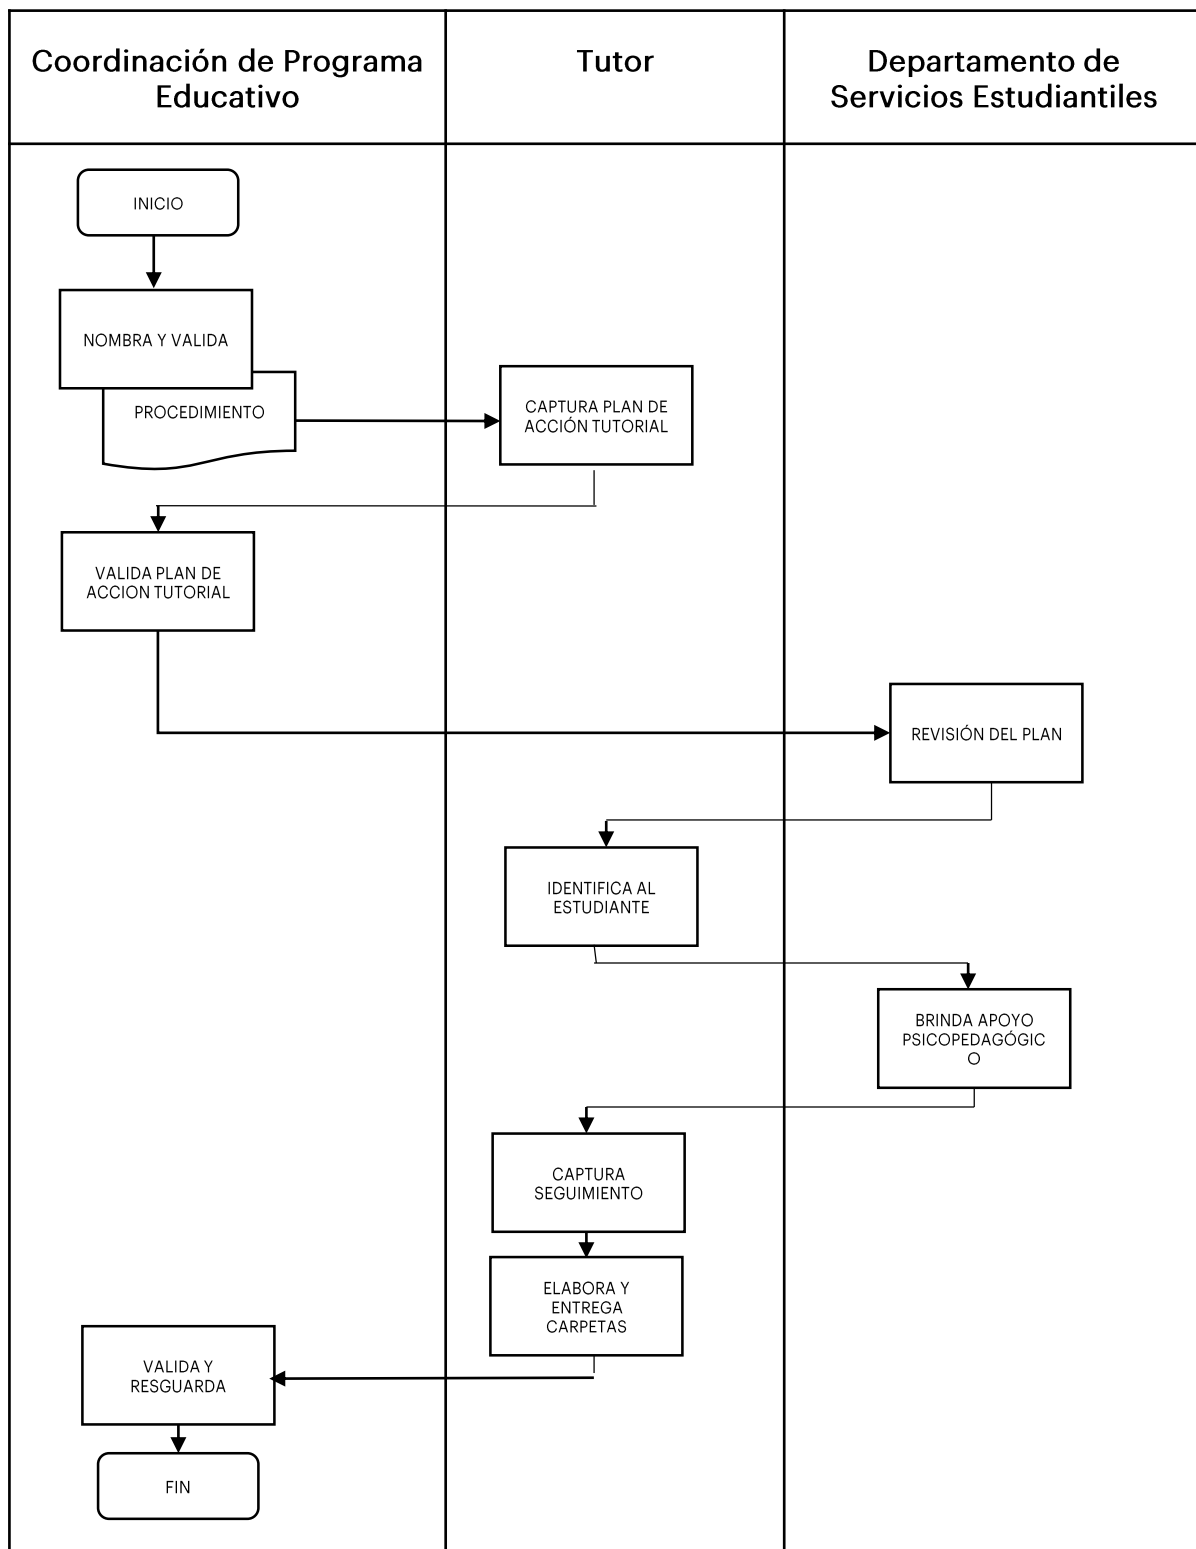 Coordinación de Programa
Educativo
Tutor
Departamento de
Servicios Estudiantiles
INICIO
NOMBRA Y VALIDA
PROCEDIMIENTO
CAPTURA PLAN DE
ACCIÓN TUTORIAL
VALIDA PLAN DE
ACCION TUTORIAL
REVISIÓN DEL PLAN
IDENTIFICA AL
ESTUDIANTE
BRINDA APOYO
PSICOPEDAGÓGIC
O
CAPTURA
SEGUIMIENTO
ELABORA Y
ENTREGA
CARPETAS
VALIDA Y
RESGUARDA
FIN